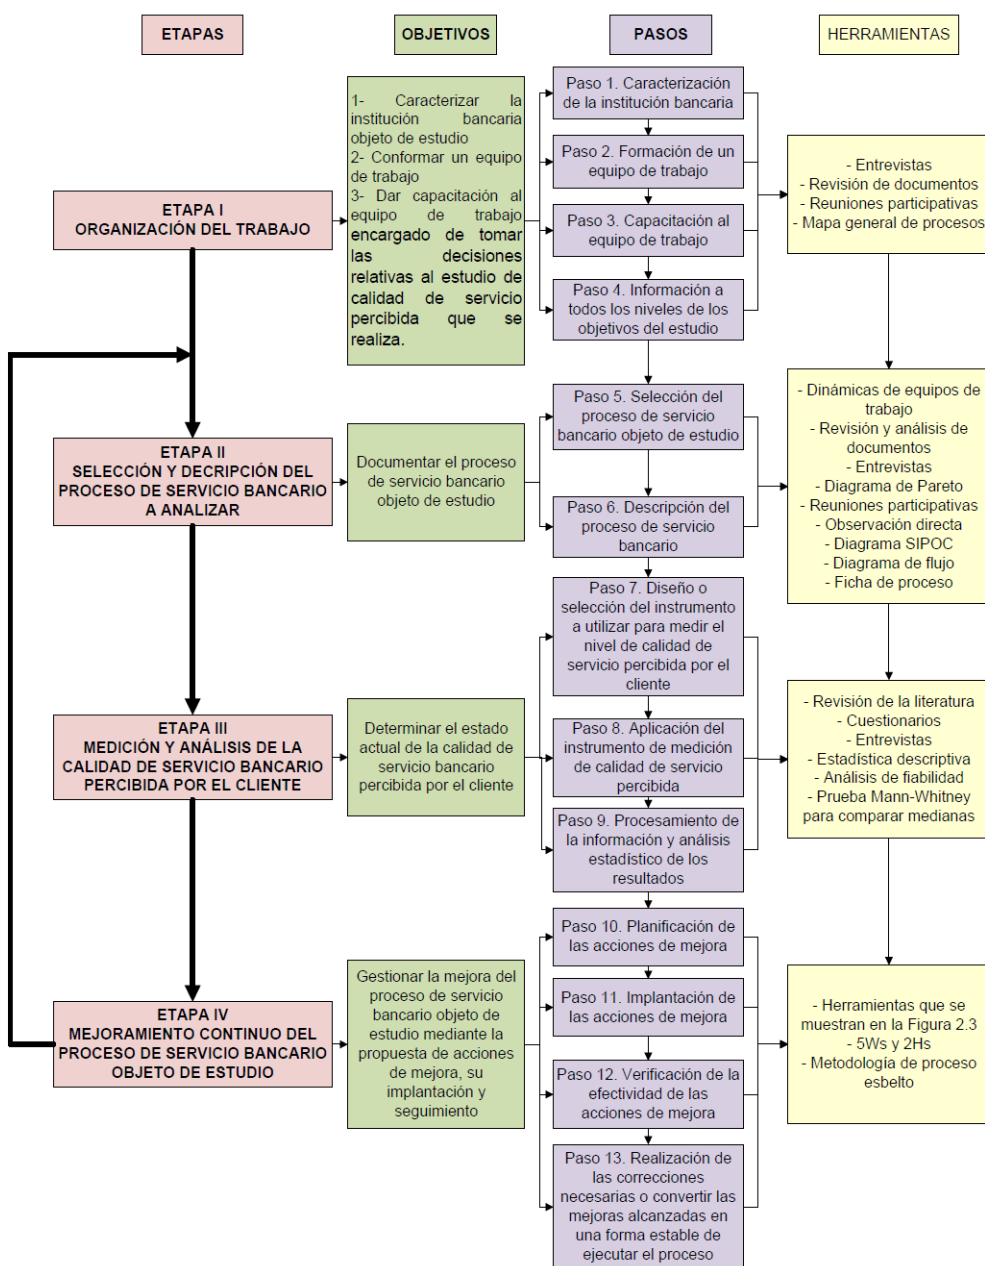 ETAPAS
OBJETIVOS
PASOS
HERRAMIENTAS
ETAPA I
ORGANIZACIÓN DEL TRABAJO
1- Caracterizar la
institución bancaria
objeto de estudio
2- Conformar un equipo
de trabajo
3- Dar capacitación al
equipo de trabajo
encargado de tomar
las decisiones
relativas al estudio de
calidad de servicio
percibida que se
realiza.
Paso 1. Caracterización
de la institución bancaria
Paso 2. Formación de un
equipo de trabajo
Paso 3. Capacitación al
equipo de trabajo
Paso 4. Información a
todos los niveles de los
objetivos del estudio
- Entrevistas
- Revisión de documentos
- Reuniones participativas
- Mapa general de procesos
ETAPA II
SELECCIÓN Y DECRIPCIÓN DEL
PROCESO DE SERVICIO BANCARIO
A ANALIZAR
Documentar el proceso
de servicio bancario
objeto de estudio
Paso 5. Selección del
proceso de servicio
bancario objeto de estudio
Paso 6. Descripción del
proceso de servicio
bancario
- Dinámicas de equipos de
trabajo
- Revisión y análisis de
documentos
- Entrevistas
- Diagrama de Pareto
- Reuniones participativas
- Observación directa
- Diagrama SIPOC
- Diagrama de flujo
- Ficha de proceso
ETAPA III
MEDICIÓN Y ANÁLISIS DE LA
CALIDAD DE SERVICIO BANCARIO
PERCIBIDA POR EL CLIENTE
Determinar el estado
actual de la calidad de
servicio bancario
percibida por el cliente
Paso 7. Diseño o
selección del instrumento
a utilizar para medir el
nivel de calidad de
servicio percibida por el
cliente
Paso 8. Aplicación del
instrumento de medición
de calidad de servicio
percibida
Paso 9. Procesamiento de
la información y análisis
estadístico de los
resultados
- Revisión de la literatura
- Cuestionarios
- Entrevistas
- Estadística descriptiva
- Análisis de fiabilidad
- Prueba Mann-Whitney
para comparar medianas
ETAPA IV
MEJORAMIENTO CONTINUO DEL
PROCESO DE SERVICIO BANCARIO
OBJETO DE ESTUDIO
Gestionar la mejora del
proceso de servicio
bancario objeto de
estudio mediante la
propuesta de acciones
de mejora, su
implantación y
seguimiento
Paso 10. Planificación de
las acciones de mejora
Paso 11. Implantación de
las acciones de mejora
Paso 12. Verificación de la
efectividad de las
acciones de mejora
Paso 13. Realización de
las correcciones
necesarias o convertir las
mejoras alcanzadas en
una forma estable de
ejecutar el proceso
- Herramientas que se
muestran en la Figura 2.3
- 5Ws y 2Hs
- Metodología de proceso
esbelto